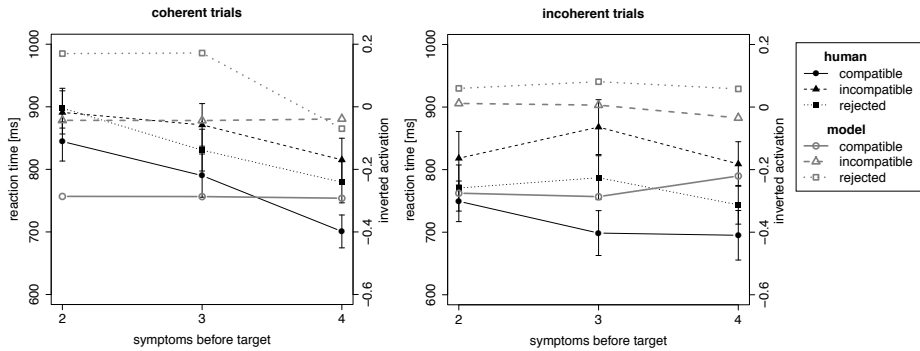 coherent trials
reaction time [ms]
600 700 800 900 1000
2 3 4
symptoms before target
−0.6 −0.4 −0.2 0 0.2
inverted activation
incoherent trials
reaction time [ms]
600 700 800 900 1000
2 3 4
symptoms before target
−0.6 −0.4 −0.2 0 0.2
inverted activation
human
compatible
incompatible
rejected
model
compatible
incompatible
rejected